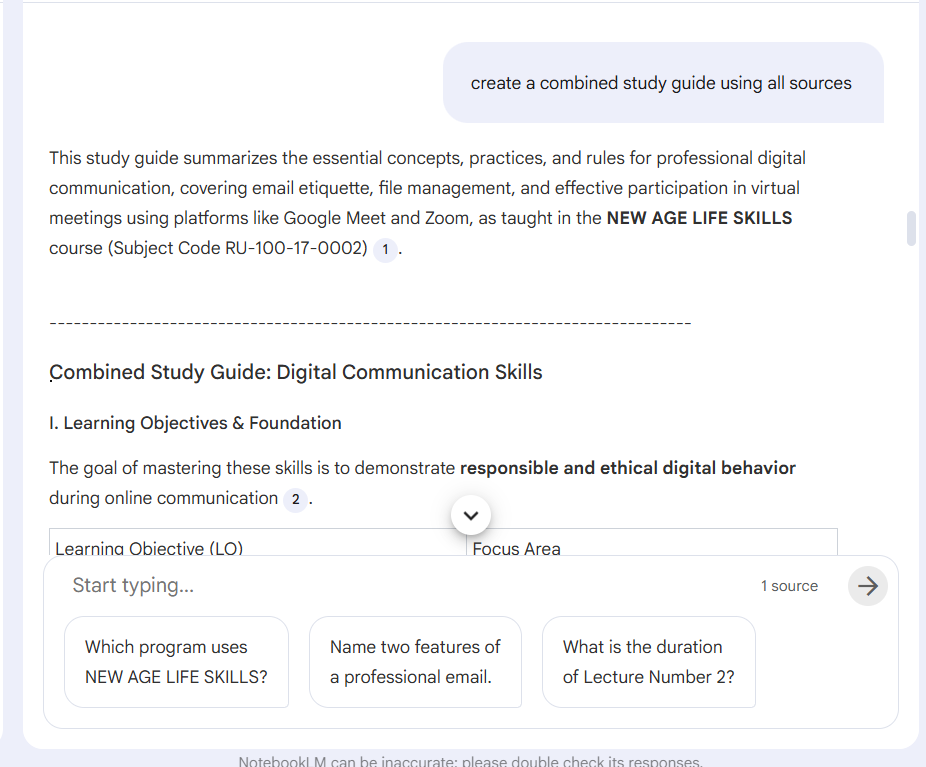 create a combined study guide using all sources
This study guide summarizes the essential concepts, practices, and rules for professional digital
communication, covering email etiquette, file management, and effective participation in virtual
meetings using platforms like Google Meet and Zoom, as taught in the NEW AGE LIFE SKILLS
course (Subject Code RU-100-17-0002) 1 .
--------------------------------------------------------------------------------
Combined Study Guide: Digital Communication Skills
I. Learning Objectives & Foundation
The goal of mastering these skills is to demonstrate responsible and ethical digital behavior
during online communication 2 .
Learning Objective (LO) Focus Area
Start typing... 1 source
Which program uses
NEW AGE LIFE SKILLS?
Name two features of
a professional email.
What is the duration
of Lecture Number 2?
NotebookLM can be inaccurate; please double check its responses.